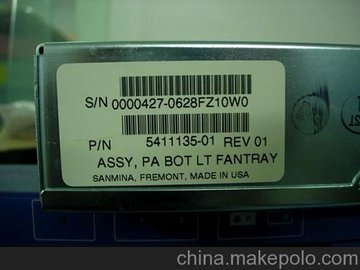 S/N 0000427-0628FZ10W0
P/N 5411135-01 REV 01
ASSY, PA BOT LT FANTRAY
SANMINA, FREMONT, MADE IN USA
china.makepolo.com